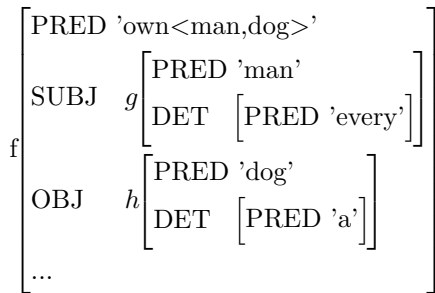 PRED 'own<man,dog>’
SUBJ g PRED 'man’
DET PRED 'every’
f
OBJ h PRED 'dog’
DET PRED 'a’
...